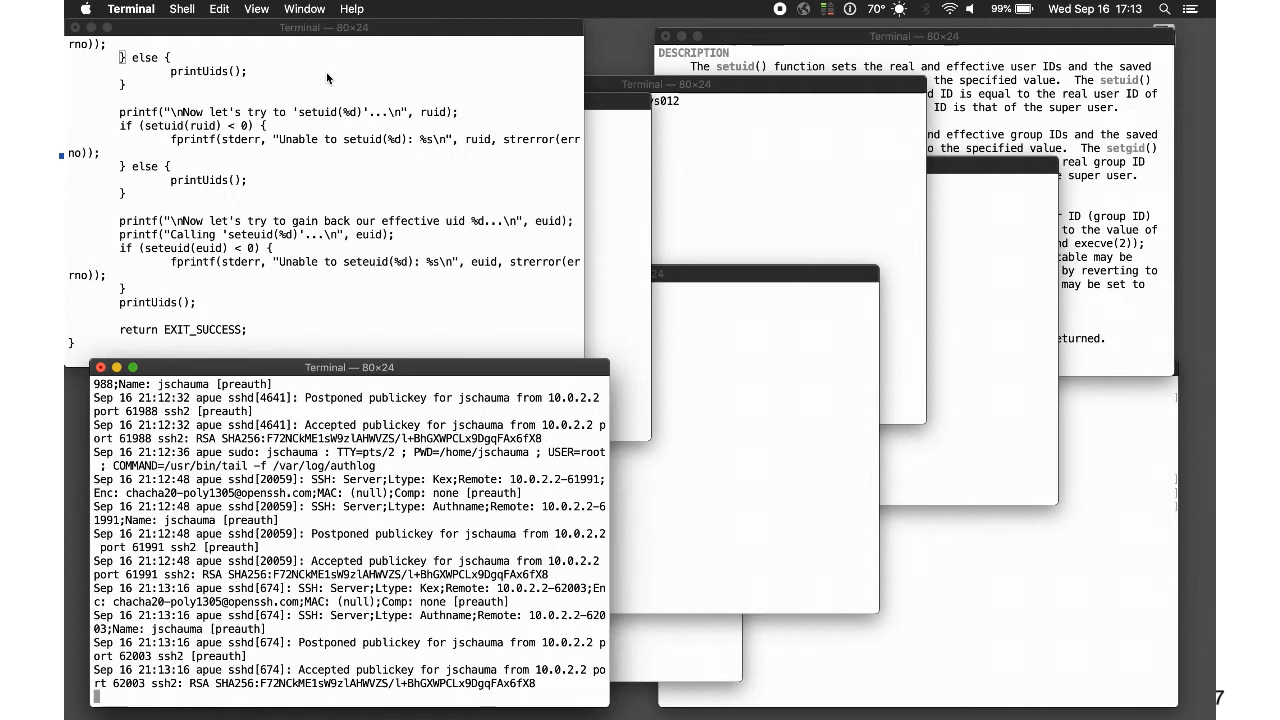 Terminal Shell Edit View Window Help 70° 99% Wed Sep 16 17:13
Terminal — 80×24
rno));
} else {
printUids();
}
printf("\nNow let's try to 'setuid(%d)'...\n", ruid);
if (setuid(ruid) < 0) {
fprintf(stderr, "Unable to setuid(%d): %s\n", ruid, strerror(er
no));
} else {
printUids();
}
printf("\nNow let's try to gain back our effective uid %d...\n", euid);
printf("Calling 'seteuid(%d)'...\n", euid);
if (seteuid(euid) < 0) {
fprintf(stderr, "Unable to seteuid(%d): %s\n", euid, strerror(er
rno));
}
printUids();
return EXIT_SUCCESS;
}
Terminal — 80×24
988;Name: jschauma [preauth]
Sep 16 21:12:32 apue sshd[4641]: Postponed publickey for jschauma from 10.0.2.2
port 61988 ssh2 [preauth]
Sep 16 21:12:32 apue sshd[4641]: Accepted publickey for jschauma from 10.0.2.2 p
ort 61988 ssh2: RSA SHA256:F72NCkME1sW9zlAHWVZS/l+BhGXWPCLx9DgqFAx6fX8
Sep 16 21:12:36 apue sudo: jschauma : TTY=pts/2 ; PWD=/home/jschauma ; USER=root
; COMMAND=/usr/bin/tail -f /var/log/authlog
Sep 16 21:12:48 apue sshd[20059]: SSH: Server;Ltype: Kex;Remote: 10.0.2.2-61991;
Enc: chacha20-poly1305@openssh.com;MAC: (null);Comp: none [preauth]
Sep 16 21:12:48 apue sshd[20059]: SSH: Server;Ltype: Authname;Remote: 10.0.2.2-6
1991;Name: jschauma [preauth]
Sep 16 21:12:48 apue sshd[20059]: Postponed publickey for jschauma from 10.0.2.2
port 61991 ssh2 [preauth]
Sep 16 21:12:48 apue sshd[20059]: Accepted publickey for jschauma from 10.0.2.2
port 61991 ssh2: RSA SHA256:F72NCkME1sW9zlAHWVZS/l+BhGXWPCLx9DgqFAx6fX8
Sep 16 21:13:16 apue sshd[674]: SSH: Server;Ltype: Kex;Remote: 10.0.2.2-62003;En
c: chacha20-poly1305@openssh.com;MAC: (null);Comp: none [preauth]
Sep 16 21:13:16 apue sshd[674]: SSH: Server;Ltype: Authname;Remote: 10.0.2.2-620
03;Name: jschauma [preauth]
Sep 16 21:13:16 apue sshd[674]: Postponed publickey for jschauma from 10.0.2.2 p
ort 62003 ssh2 [preauth]
Sep 16 21:13:16 apue sshd[674]: Accepted publickey for jschauma from 10.0.2.2 po
rt 62003 ssh2: RSA SHA256:F72NCkME1sW9zlAHWVZS/l+BhGXWPCLx9DgqFAx6fX8
Terminal — 80×24
ys012
24
Terminal — 80×24
DESCRIPTION
The setuid() function sets the real and effective user IDs and the saved
the specified value. The setuid()
d ID is equal to the real user ID of
ID is that of the super user.
and effective group IDs and the saved
o the specified value. The setgid()
real group ID
e super user.
r ID (group ID)
to the value of
nd execve(2));
table may be
by reverting to
may be set to
eturned.
7